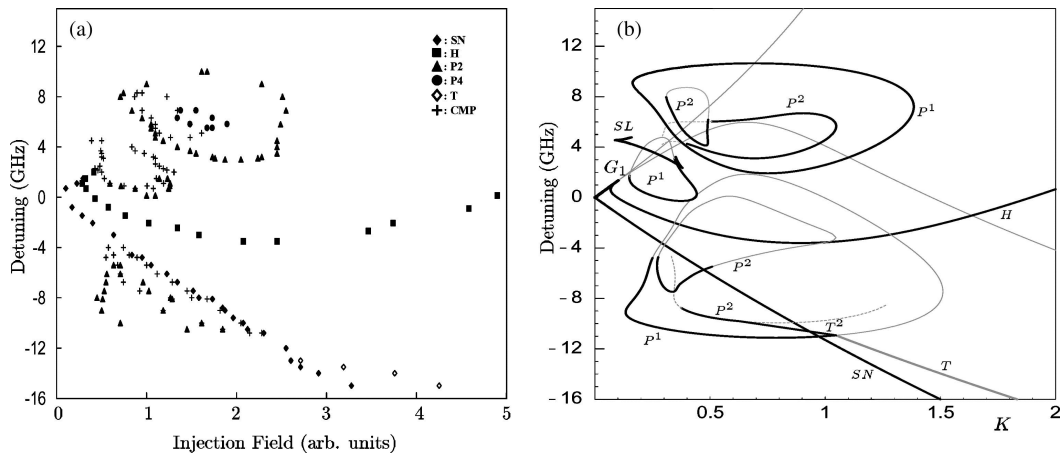 (a)
12
8
4
0
-4
-8
-12
-16
Detuning (GHz)
0
1
2
3
4
5
Injection Field (arb. units)
: SN
: H
: P2
: P4
: T
: CMP
(b)
12
8
4
0
-4
-8
-12
-16
Detuning (GHz)
0.5
1
1.5
2
K
P²
P²
P¹
SL
G₁
P¹
H
P²
P²
P¹
T²
SN
T